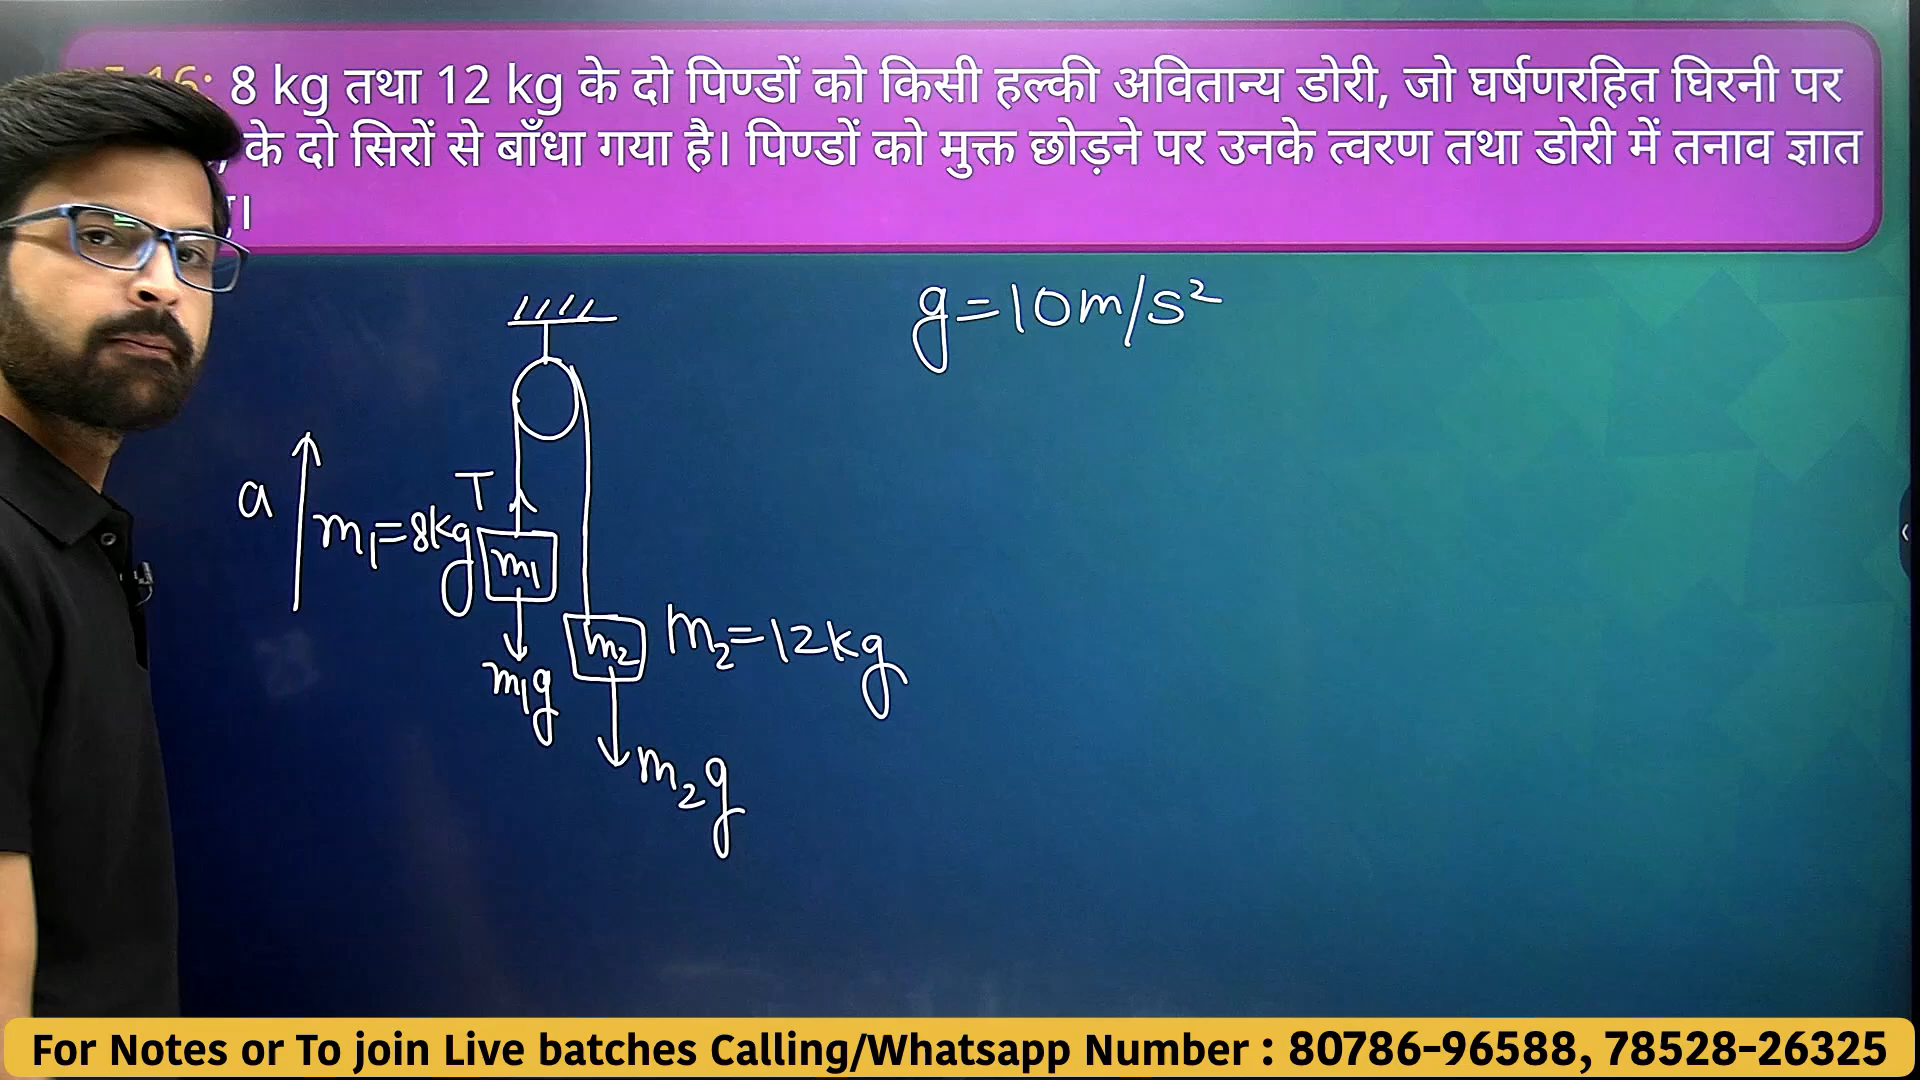 16: 8 kg तथा 12 kg के दो पिण्डों को किसी हल्की अवितान्य डोरी, जो घर्षणरहित घिरनी पर
के दो सिरों से बाँधा गया है। पिण्डों को मुक्त छोड़ने पर उनके त्वरण तथा डोरी में तनाव ज्ञात
g=10m/s²
a
T
m₁=8kg
m₁
m₁g
m₂
m₂=12kg
m₂g
For Notes or To join Live batches Calling/Whatsapp Number : 80786-96588, 78528-26325